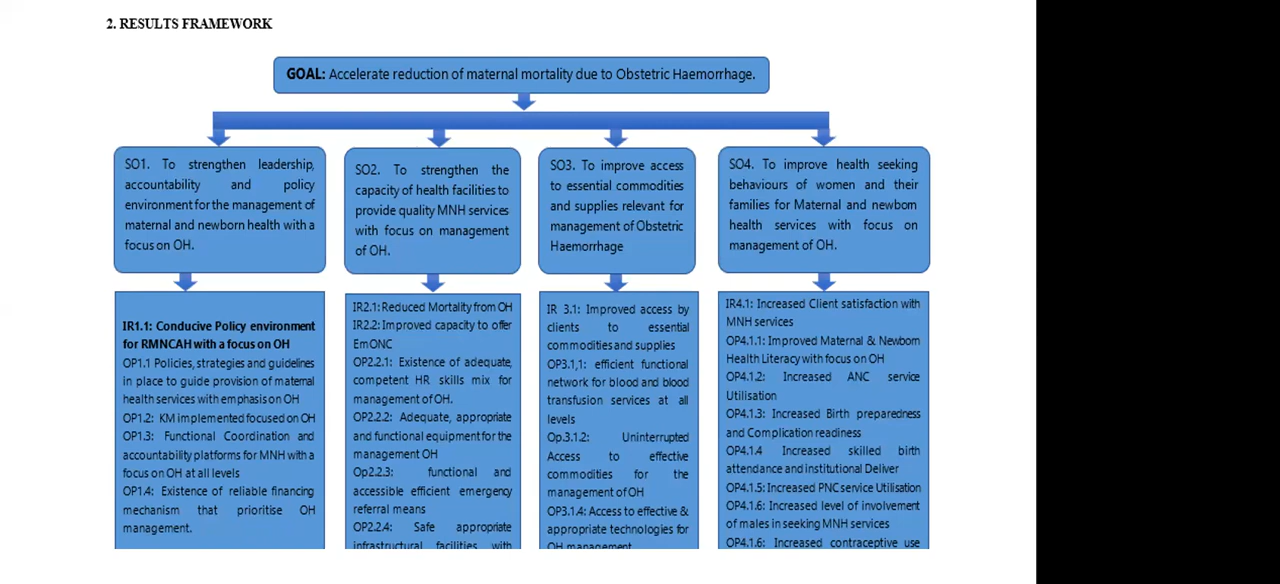 2. RESULTS FRAMEWORK
GOAL: Accelerate reduction of maternal mortality due to Obstetric Haemorrhage.
SO1. To strengthen leadership,
accountability and policy
environment for the management of
maternal and newborn health with a
focus on OH.
SO2. To strengthen the
capacity of health facilities to
provide quality MNH services
with focus on management
of OH.
SO3. To improve access
to essential commodities
and supplies relevant for
management of Obstetric
Haemorrhage
SO4. To improve health seeking
behaviours of women and their
families for Maternal and newborn
health services with focus on
management of OH.
IR1.1: Conducive Policy environment
for RMNCAH with a focus on OH
OP1.1 Policies, strategies and guidelines
in place to guide provision of maternal
health services with emphasis on OH
OP1.2: KM implemented focused on OH
OP1.3: Functional Coordination and
accountability platforms for MNH with a
focus on OH at all levels
OP1.4: Existence of reliable financing
mechanism that prioritise OH
management.
IR2.1: Reduced Mortality from OH
IR2.2: Improved capacity to offer
EmONC
OP2.2.1: Existence of adequate,
competent HR skills mix for
management of OH.
OP2.2.2: Adequate, appropriate
and functional equipment for the
management OH
Op2.2.3: functional and
accessible efficient emergency
referral means
OP2.2.4: Safe appropriate
infrastructural facilities with
IR 3.1: Improved access by
clients to essential
commodities and supplies
OP3.1,1: efficient functional
network for blood and blood
transfusion services at all
levels
Op.3.1.2: Uninterrupted
Access to effective
commodities for the
management of OH
OP3.1.4: Access to effective &
appropriate technologies for
OH management
IR4.1: Increased Client satisfaction with
MNH services
OP4.1.1: Improved Maternal & Newborn
Health Literacy with focus on OH
OP4.1.2: Increased ANC service
Utilisation
OP4.1.3: Increased Birth preparedness
and Complication readiness
OP4.1.4 Increased skilled birth
attendance and institutional Deliver
OP4.1.5: Increased PNC service Utilisation
OP4.1.6: Increased level of involvement
of males in seeking MNH services
OP4.1.6: Increased contraceptive use